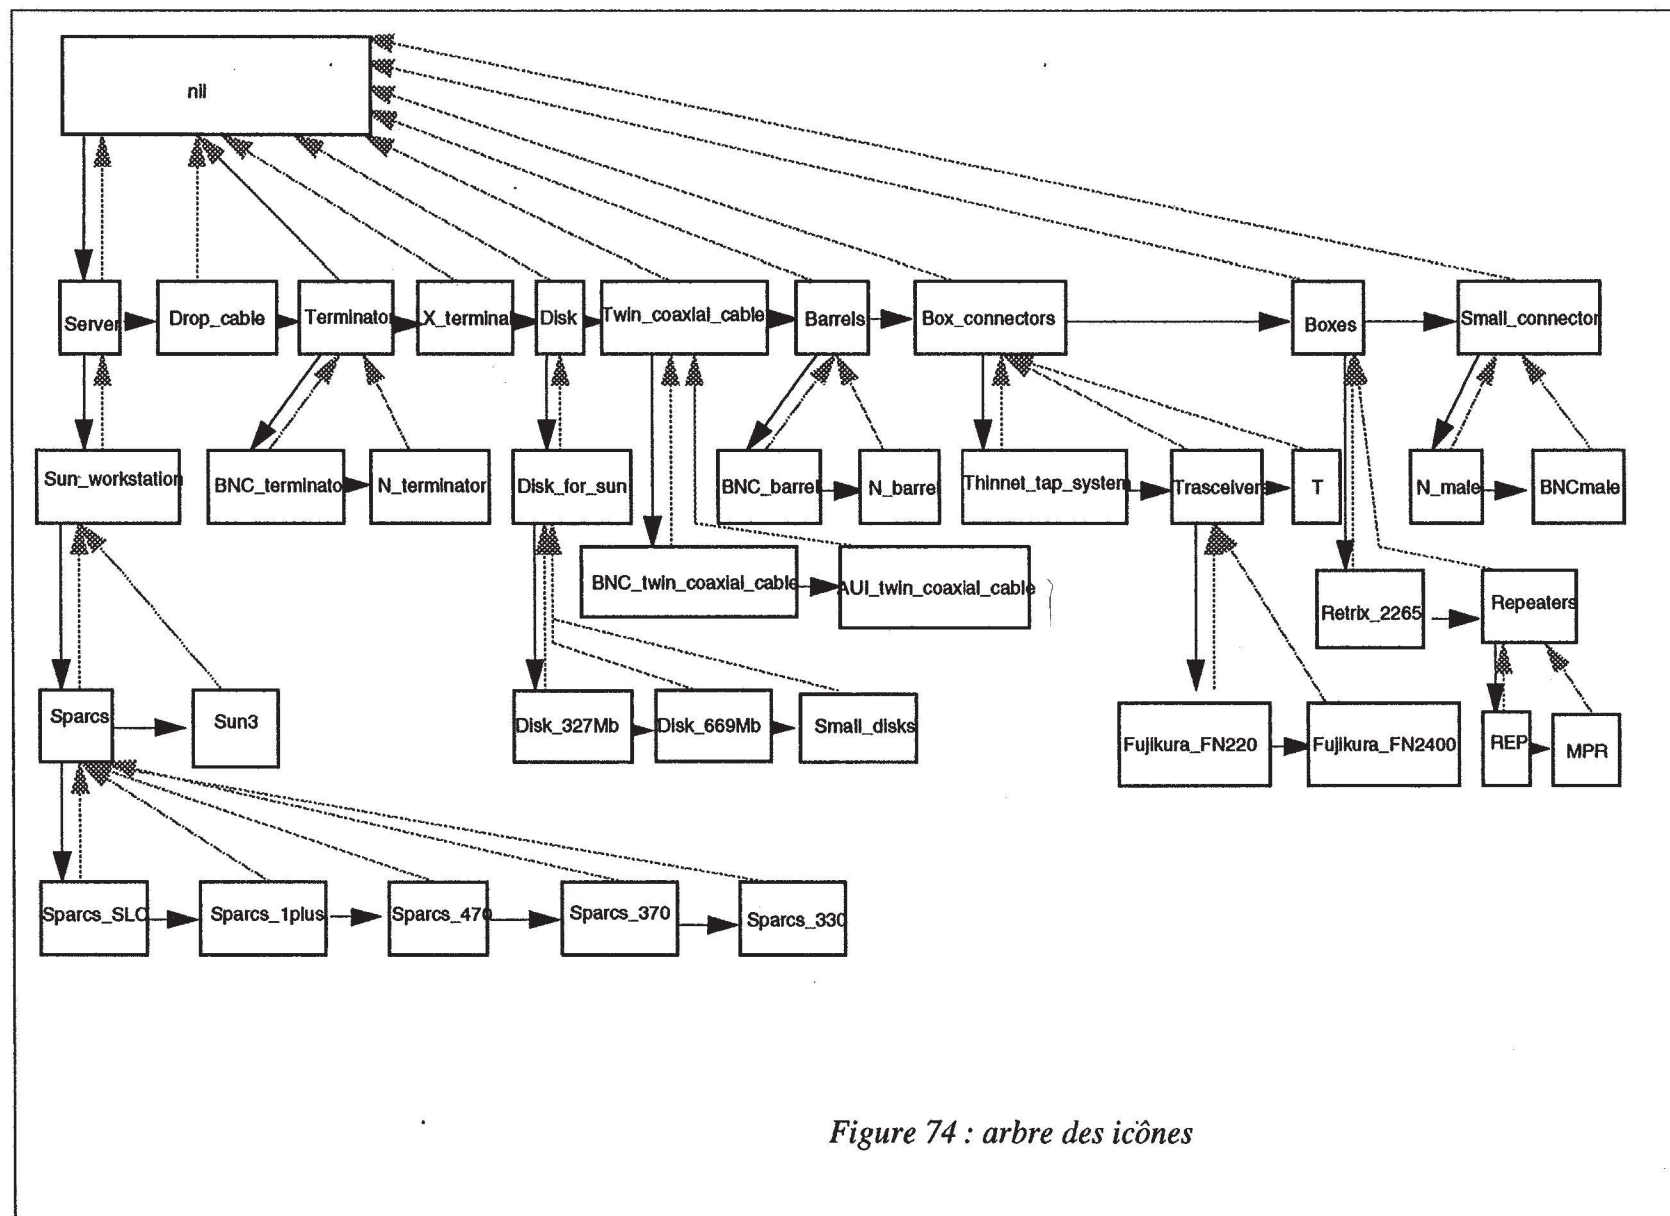 nil
Server
Drop_cable
Terminator
X_terminal
Disk
Twin_coaxial_cable
Barrels
Box_connectors
Boxes
Small_connector
Sun_workstation
BNC_terminator
N_terminator
Disk_for_sun
BNC_barrel
N_barrel
Thinnet_tap_system
Trasceiver
T
N_male
BNCmale
BNC_twin_coaxial_cable
AUI_twin_coaxial_cable
Retrix_2265
Repeaters
Sparcs
Sun3
Disk_327Mb
Disk_669Mb
Small_disks
Fujikura_FN220
Fujikura_FN2400
REP
MPR
Sparcs_SLC
Sparcs_1plus
Sparcs_470
Sparcs_370
Sparcs_330
Figure 74 : arbre des icônes